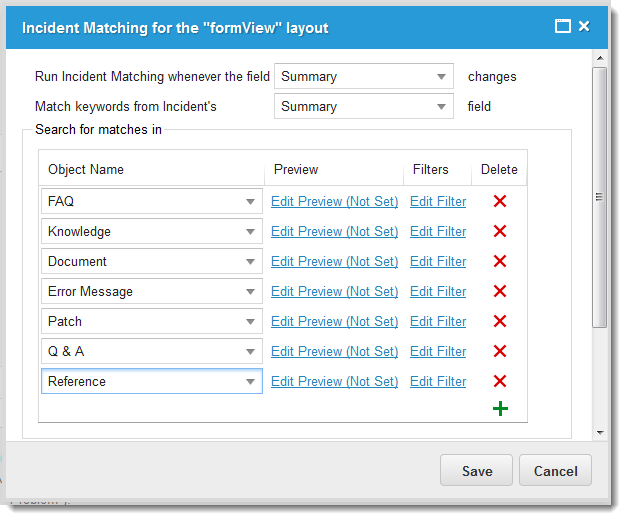 Incident Matching for the "formView" layout
Run Incident Matching whenever the field Summary changes
Match keywords from Incident's Summary field
Search for matches in
Object Name Preview Filters Delete
FAQ Edit Preview (Not Set) Edit Filter
Knowledge Edit Preview (Not Set) Edit Filter
Document Edit Preview (Not Set) Edit Filter
Error Message Edit Preview (Not Set) Edit Filter
Patch Edit Preview (Not Set) Edit Filter
Q & A Edit Preview (Not Set) Edit Filter
Reference Edit Preview (Not Set) Edit Filter
Save Cancel